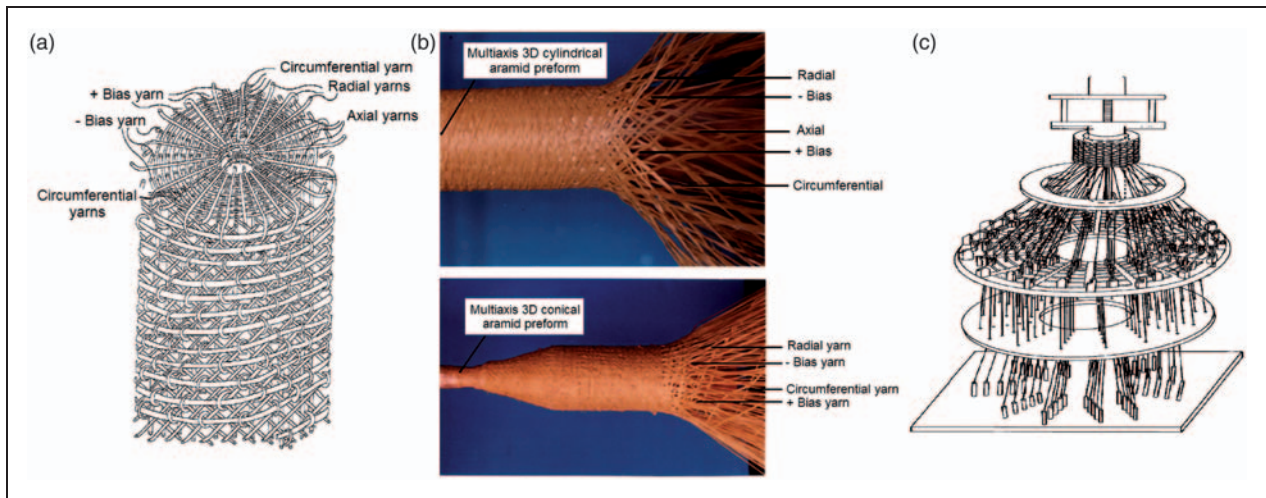 (a)
Circumferential yarn
Radial yarns
+ Bias yarn
- Bias yarn
Axial yarns
Circumferential
yarns
(b)
Multiaxis 3D cylindrical
aramid preform
Radial
- Bias
Axial
+ Bias
Circumferential
Multiaxis 3D conical
aramid preform
Radial yarn
- Bias yarn
Circumferential yarn
+ Bias yarn
(c)